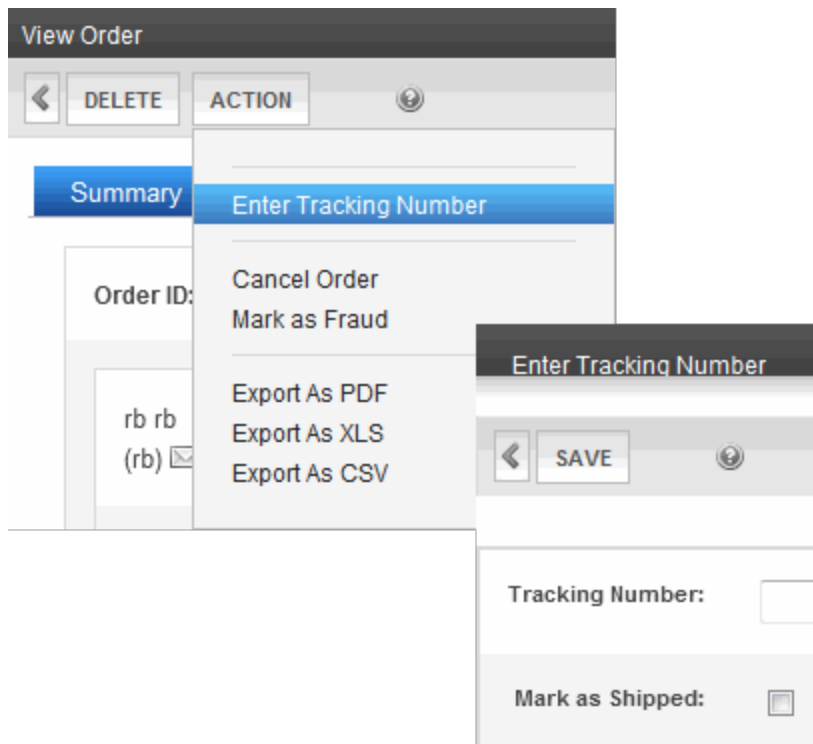 View Order
DELETE ACTION
Summary
Enter Tracking Number
Order ID:
Cancel Order
Mark as Fraud
rb rb
(rb)
Export As PDF
Export As XLS
Export As CSV
Enter Tracking Number
SAVE
Tracking Number:
Mark as Shipped: